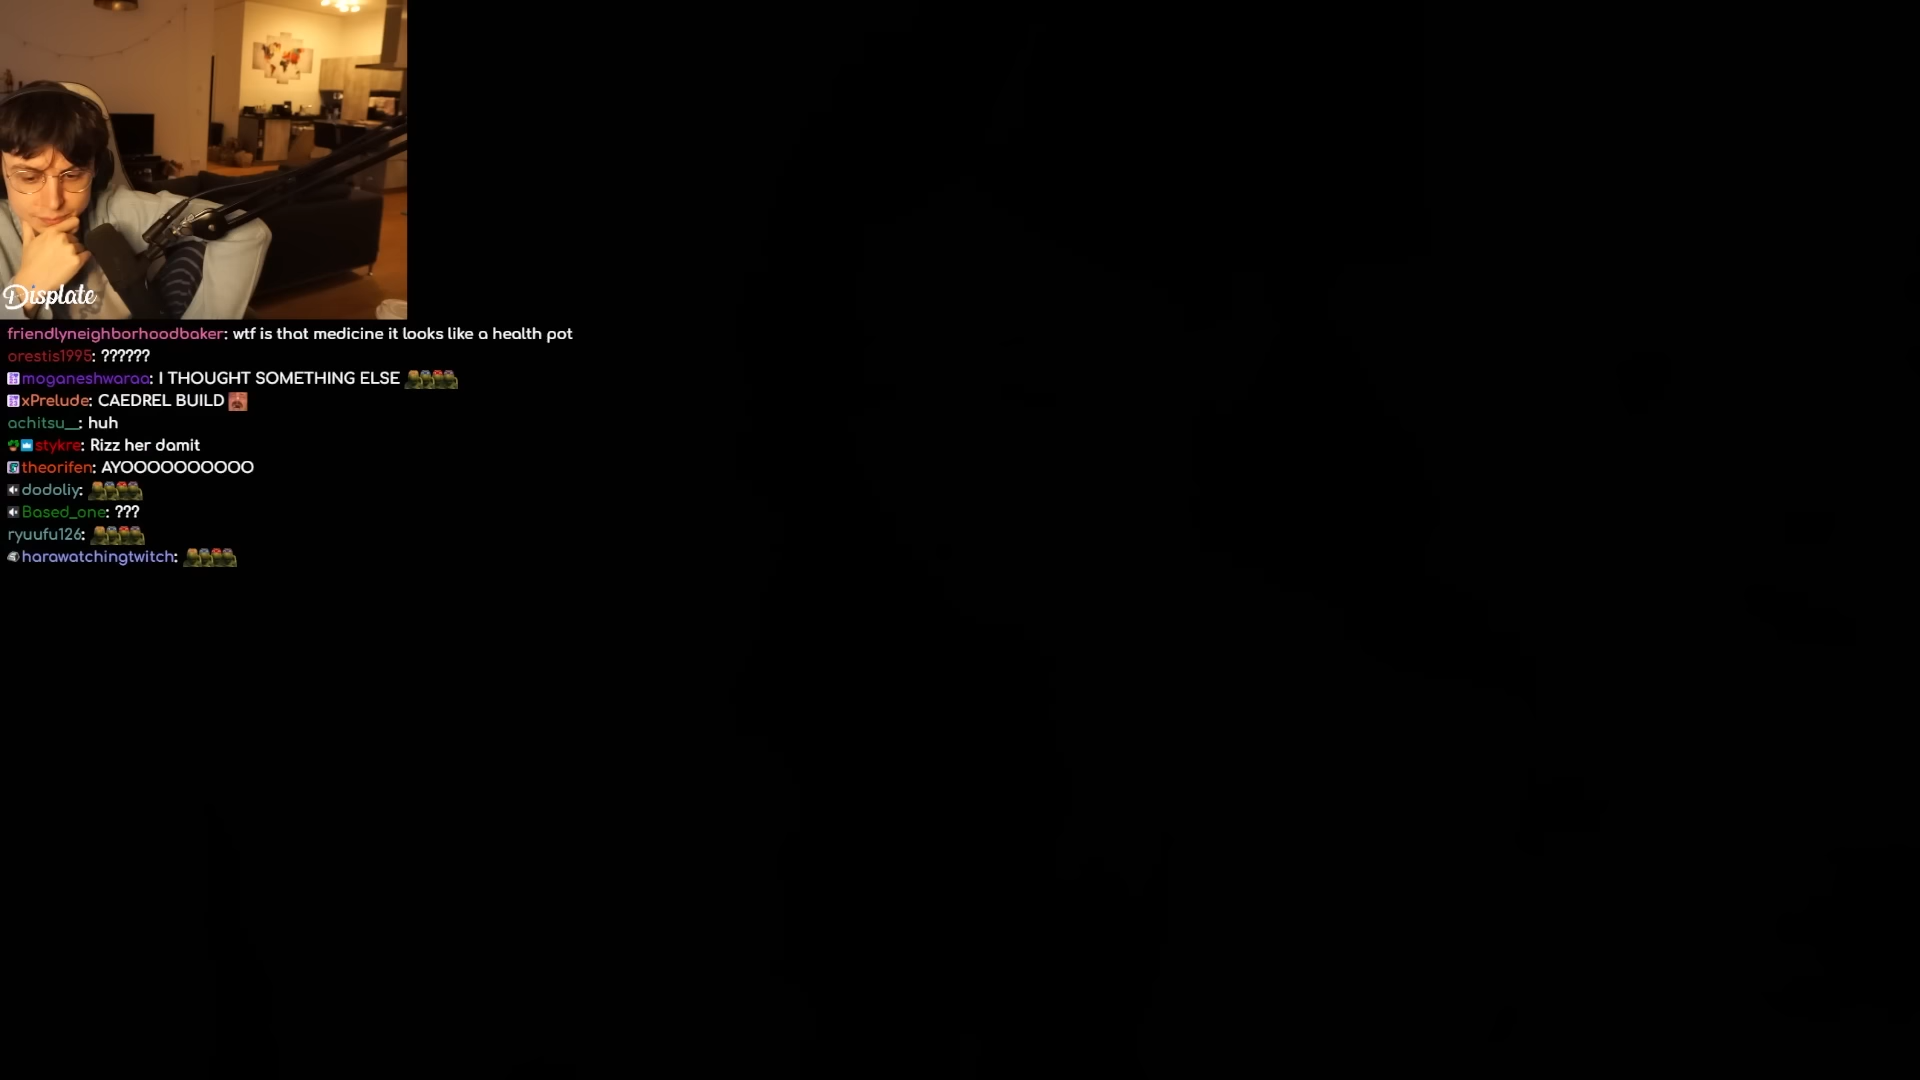 Displate
friendlyneighborhoodbaker: wtf is that medicine it looks like a health pot
orestis1995: ??????
moganeshwaraa: I THOUGHT SOMETHING ELSE
xPrelude: CAEDREL BUILD
achitsu__: huh
stykre: Rizz her damit
theorifen: AYOOOOOOOOOO
dodoliy:
Based_one: ???
ryuufu126:
harawatchingtwitch: